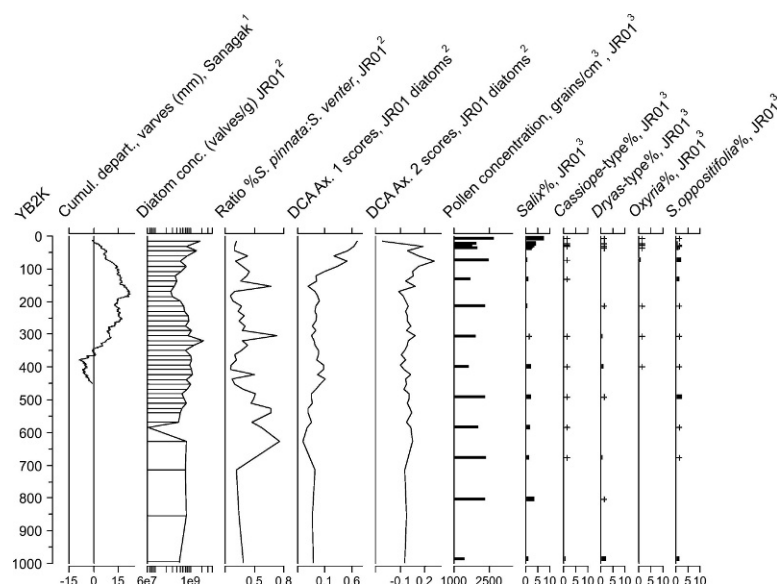 YB2K
Cumul. depart., varves (mm), Sanagak¹
Diatom conc. (valves/g) JR01²
Ratio %S. pinnata:S. venter, JR01²
DCA Ax. 1 scores, JR01 diatoms²
DCA Ax. 2 scores, JR01 diatoms²
Pollen concentration, grains/cm³, JR01³
Salix%, JR01³
Cassiope-type%, JR01³
Dryas-type%, JR01³
Oxyria%, JR01³
S.oppositifolia%, JR01³
0
100
200
300
400
500
600
700
800
900
1000
-15 0 15
6e7 1e9
0.5 0.8
0.1 0.6
-0.1 0.2
1000 2500
0 5 10
0 5 10
0 5 10
0 5 10
0 5 10